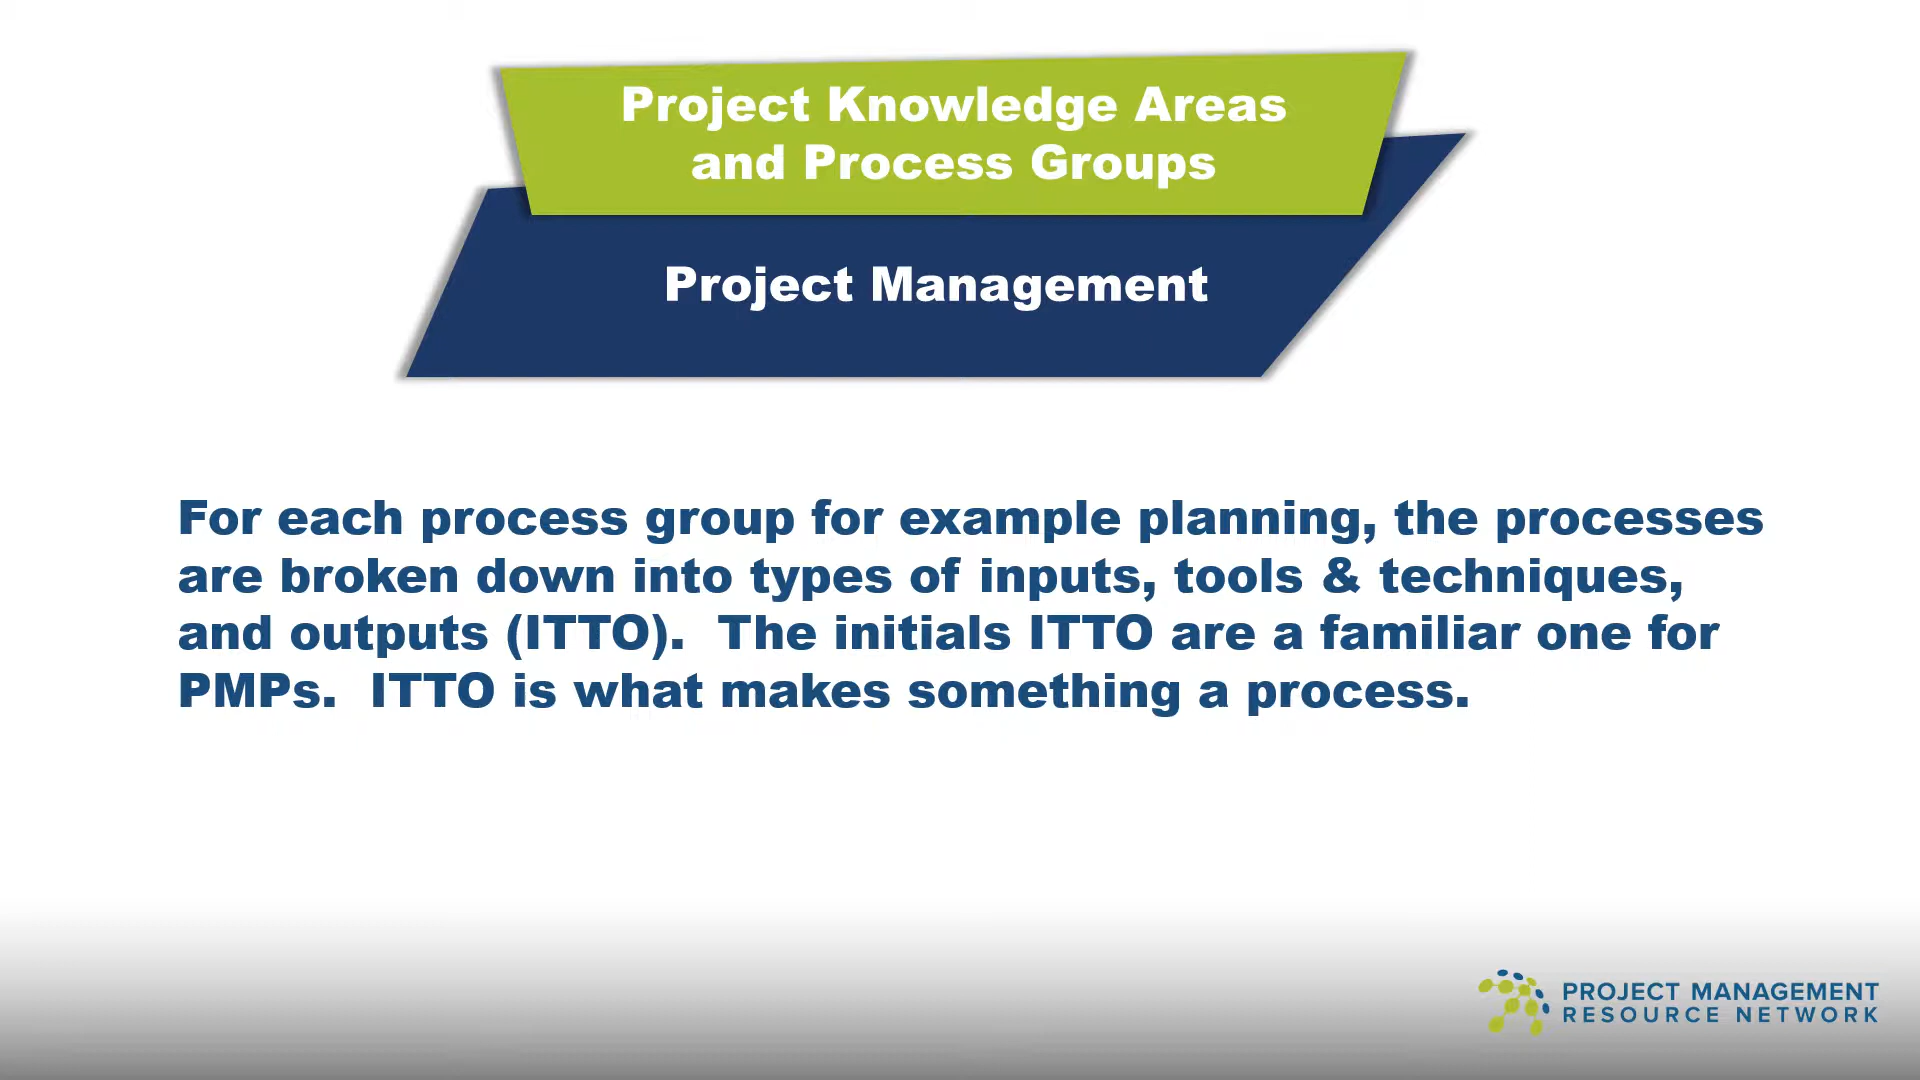 Project Knowledge Areas
and Process Groups
Project Management
For each process group for example planning, the processes
are broken down into types of inputs, tools & techniques,
and outputs (ITTO).  The initials ITTO are a familiar one for
PMPs.  ITTO is what makes something a process.
PROJECT MANAGEMENT
RESOURCE NETWORK